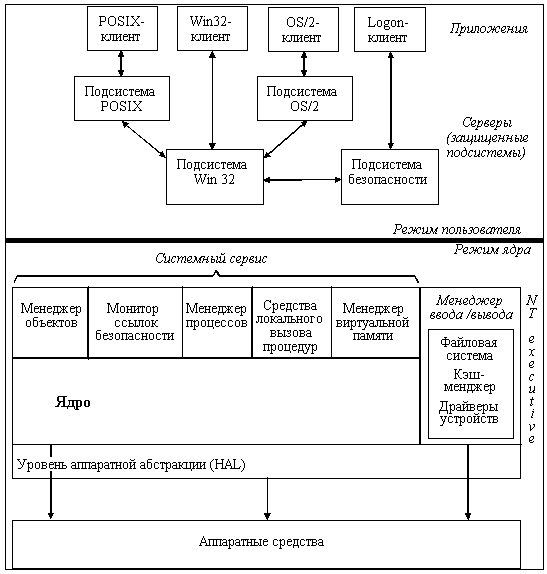 POSIX-
клиент
Win32-
клиент
OS/2-
клиент
Logon-
клиент
Приложения
Подсистема
POSIX
Подсистема
OS/2
Серверы
(защищенные
подсистемы)
Подсистема
Win 32
Подсистема
безопасности
Режим пользователя
Режим ядра
Системный сервис
Менеджер
объектов
Монитор
ссылок
безопасности
Менеджер
процессов
Средства
локального
вызова
процедур
Менеджер
виртуальной
памяти
Менеджер
ввода /вывода
Файловая
система
Кэш-
менджер
Драйверы
устройств
NT executive
Ядро
Уровень аппаратной абстракции (HAL)
Аппаратные средства